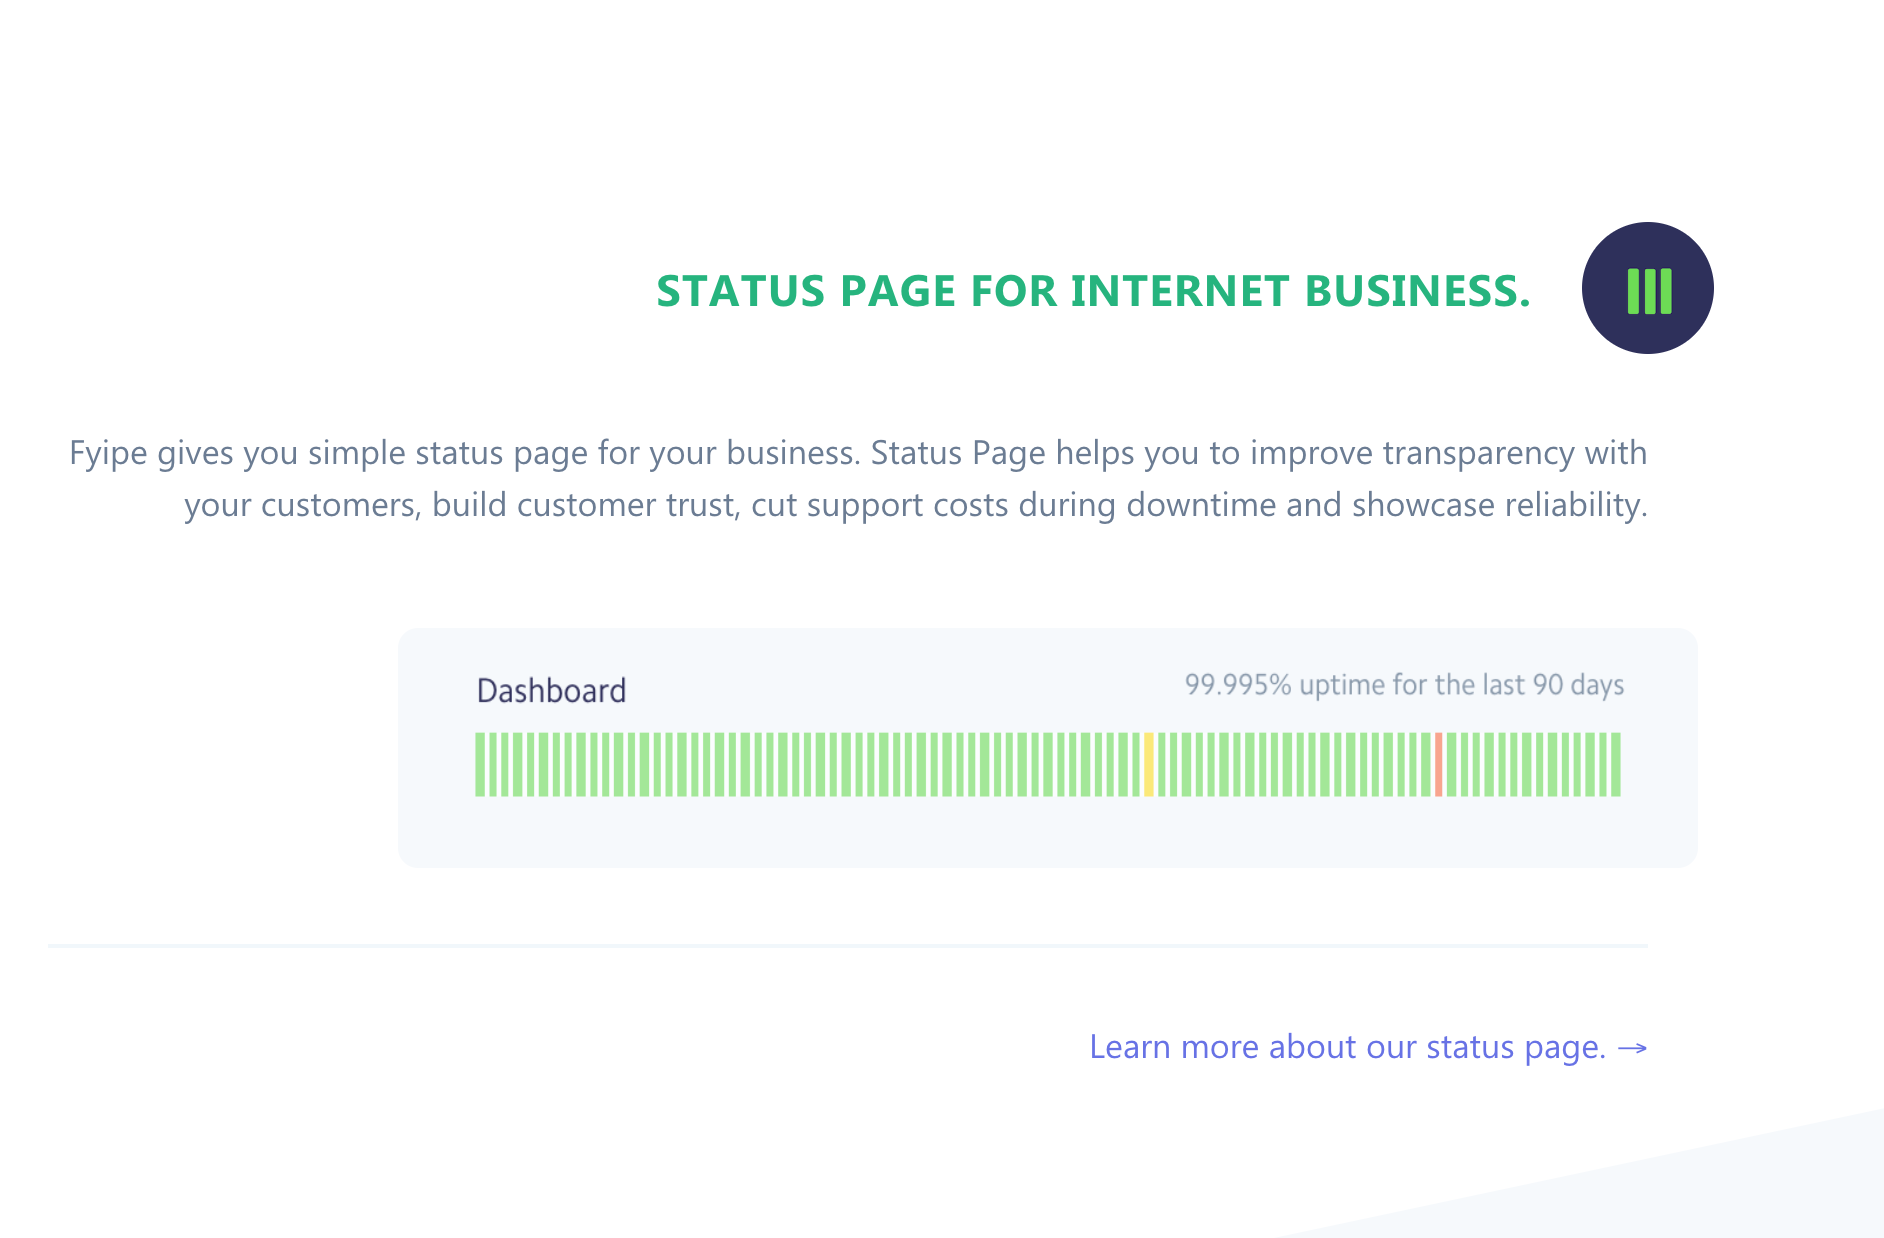 STATUS PAGE FOR INTERNET BUSINESS.
Fyipe gives you simple status page for your business. Status Page helps you to improve transparency with
your customers, build customer trust, cut support costs during downtime and showcase reliability.
Dashboard
99.995% uptime for the last 90 days
Learn more about our status page. →